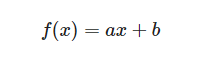 f(x) = ax + b